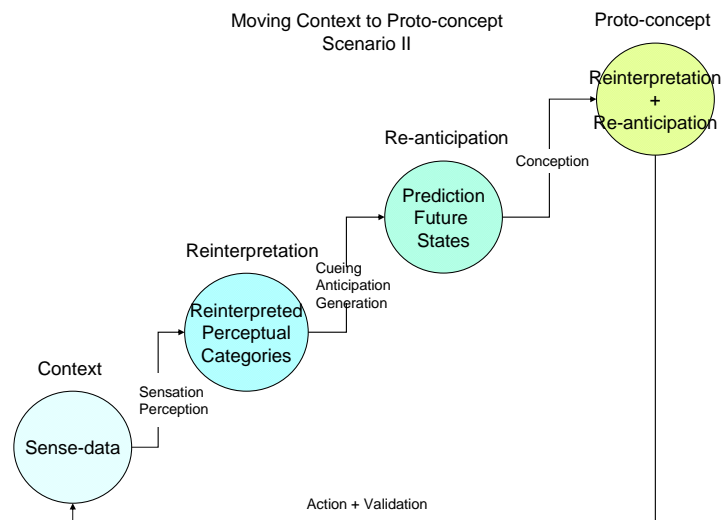 Moving Context to Proto-concept
Scenario II
Proto-concept
Reinterpretation
+
Re-anticipation
Re-anticipation
Conception
Prediction
Future
States
Reinterpretation
Cueing
Anticipation
Generation
Reinterpreted
Perceptual
Categories
Context
Sensation
Perception
Sense-data
Action + Validation